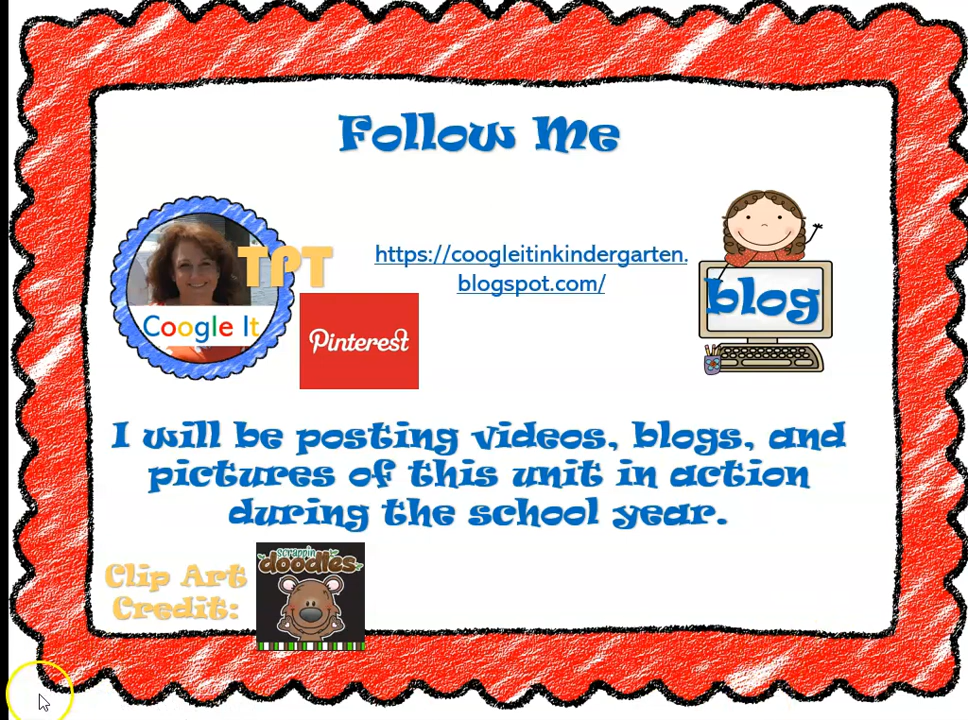 Follow Me
TPT
Coogle It
Pinterest
https://coogleitinkindergarten.
blogspot.com/
blog
I will be posting videos, blogs, and
pictures of this unit in action
during the school year.
Clip Art
Credit:
scrappin
doodles